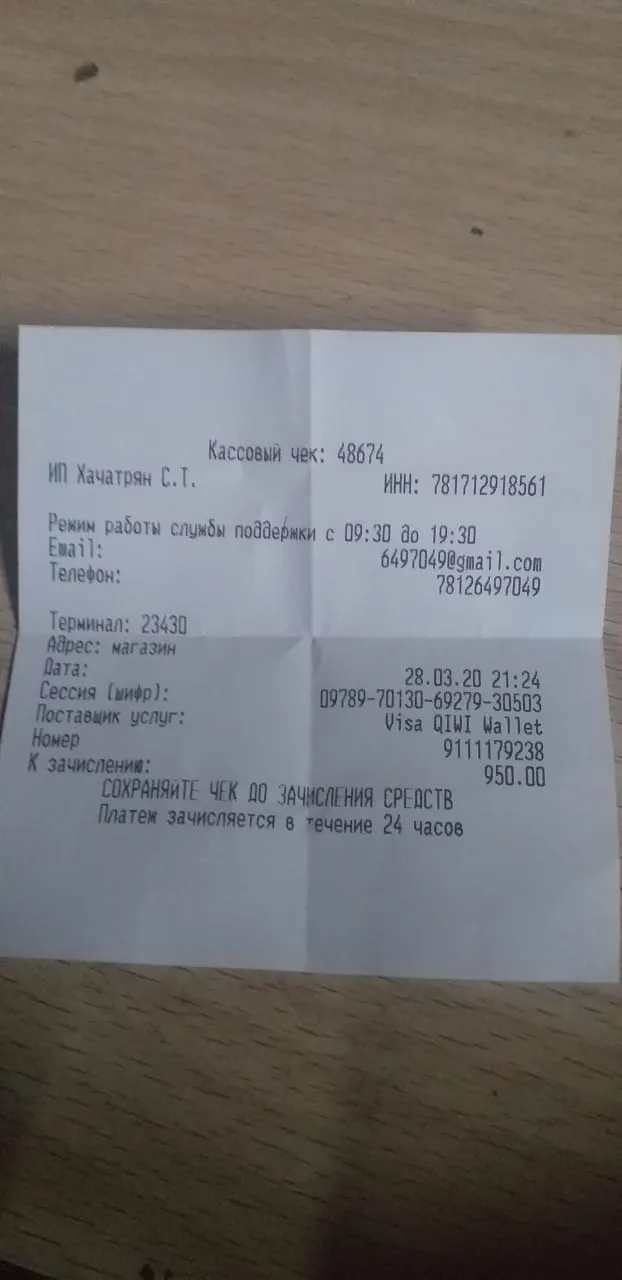 Кассовый чек: 48674
ИП Хачатрян С.Т. ИНН: 781712918561
Режим работы службы поддержки с 09:30 до 19:30
Email: 6497049@gmail.com
Телефон: 78126497049
Терминал: 23430
Адрес: магазин
Дата: 28.03.20 21:24
Сессия (шифр): 09789-70130-69279-30503
Поставщик услуг: Visa QIWI Wallet
Номер 9111179238
К зачислению: 950.00
СОХРАНЯЙТЕ ЧЕК ДО ЗАЧИСЛЕНИЯ СРЕДСТВ
Платеж зачисляется в течение 24 часов